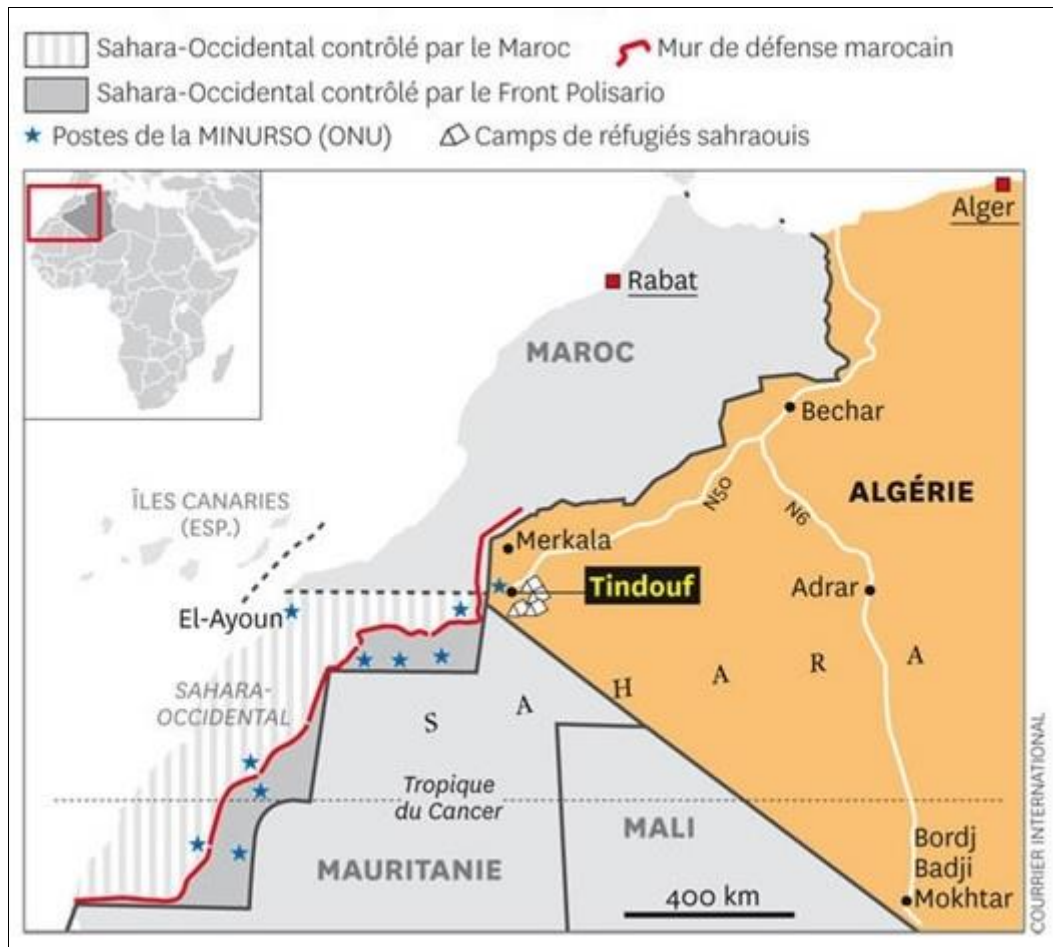 Sahara-Occidental contrôlé par le Maroc
Mur de défense marocain
Sahara-Occidental contrôlé par le Front Polisario
Postes de la MINURSO (ONU)
Camps de réfugiés sahraouis
Alger
Rabat
MAROC
Bechar
ÎLES CANARIES
(ESP.)
N50
N6
ALGÉRIE
Merkala
Tindouf
Adrar
El-Ayoun
SAHARA-
OCCIDENTAL
S A H A R A
Tropique
du Cancer
MALI
MAURITANIE
Bordj
Badji
Mokhtar
400 km
COURRIER INTERNATIONAL